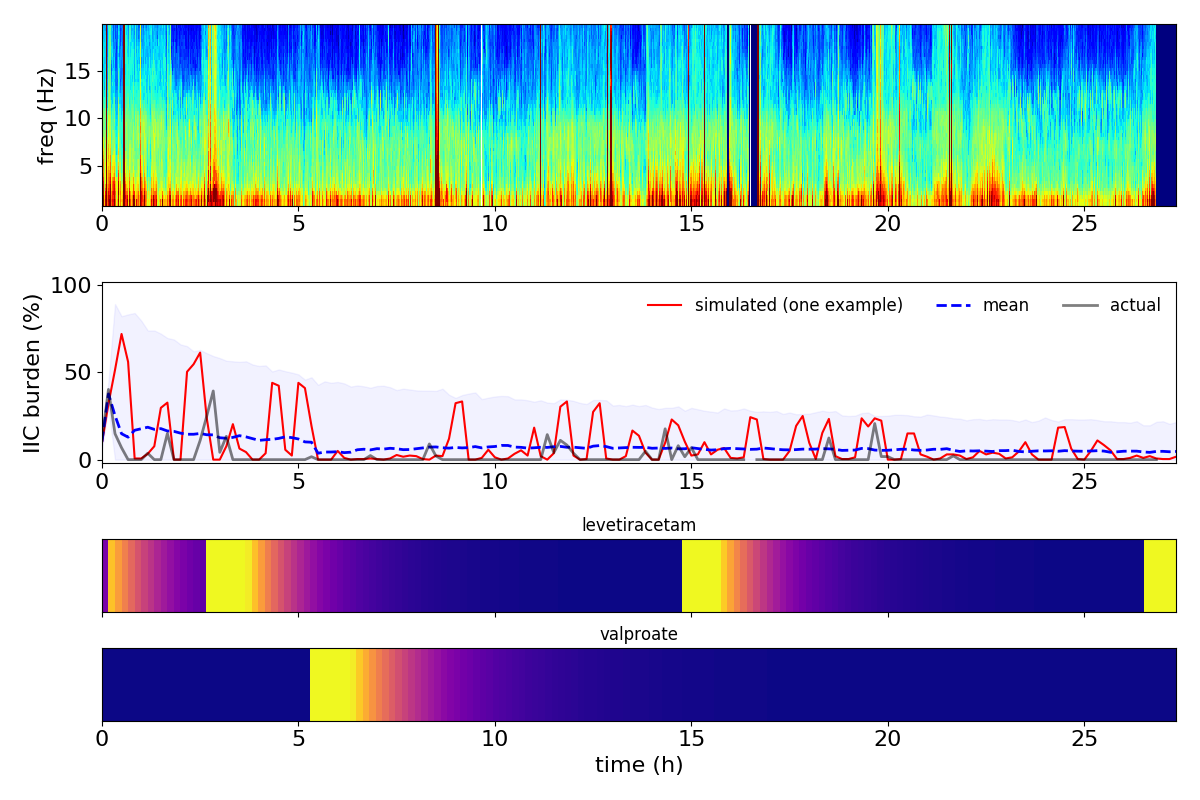 freq (Hz)
15
10
5
0 5 10 15 20 25
IIC burden (%)
100
50
0
simulated (one example) mean actual
0 5 10 15 20 25
levetiracetam
valproate
0 5 10 15 20 25
time (h)